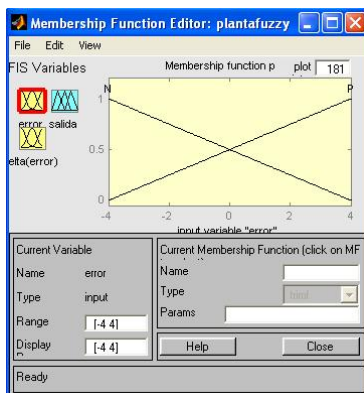 Membership Function Editor: plantafuzzy
File Edit View
FIS Variables
Membership function p plot 181
error salida
elta(error)
N P
1
0.5
0
-4 -2 0 2 4
input variable "error"
Current Variable
Name error
Type input
Range [-4 4]
Display [-4 4]
Current Membership Function (click on MF
Name
Type
Params
Help Close
Ready